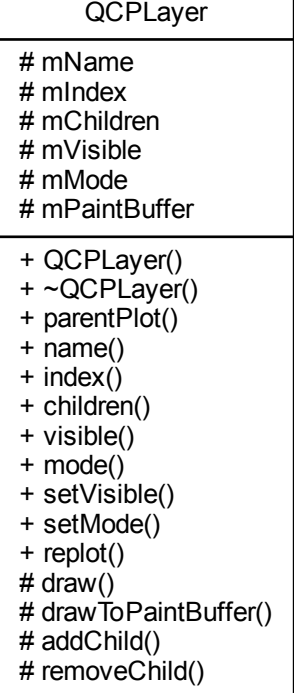 QCPLayer
# mName
# mIndex
# mChildren
# mVisible
# mMode
# mPaintBuffer
+ QCPLayer()
+ ~QCPLayer()
+ parentPlot()
+ name()
+ index()
+ children()
+ visible()
+ mode()
+ setVisible()
+ setMode()
+ replot()
# draw()
# drawToPaintBuffer()
# addChild()
# removeChild()